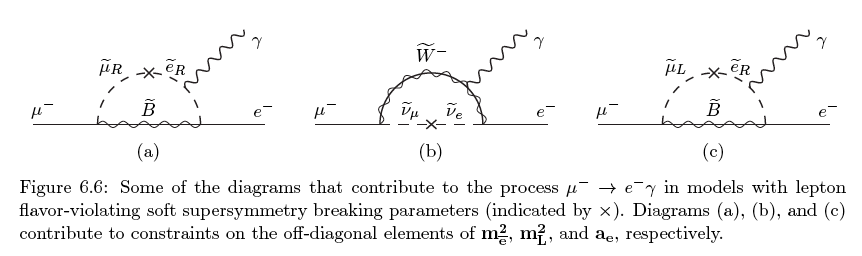 γ γ γ
μ̃R ẽR W̃− μ̃L ẽR
μ− B̃ e− μ− ν̃μ ν̃e e− μ− B̃ e−
(a) (b) (c)
Figure 6.6: Some of the diagrams that contribute to the process μ− → e−γ in models with lepton
flavor-violating soft supersymmetry breaking parameters (indicated by ×). Diagrams (a), (b), and (c)
contribute to constraints on the off-diagonal elements of m²ē, m²L, and aₑ, respectively.